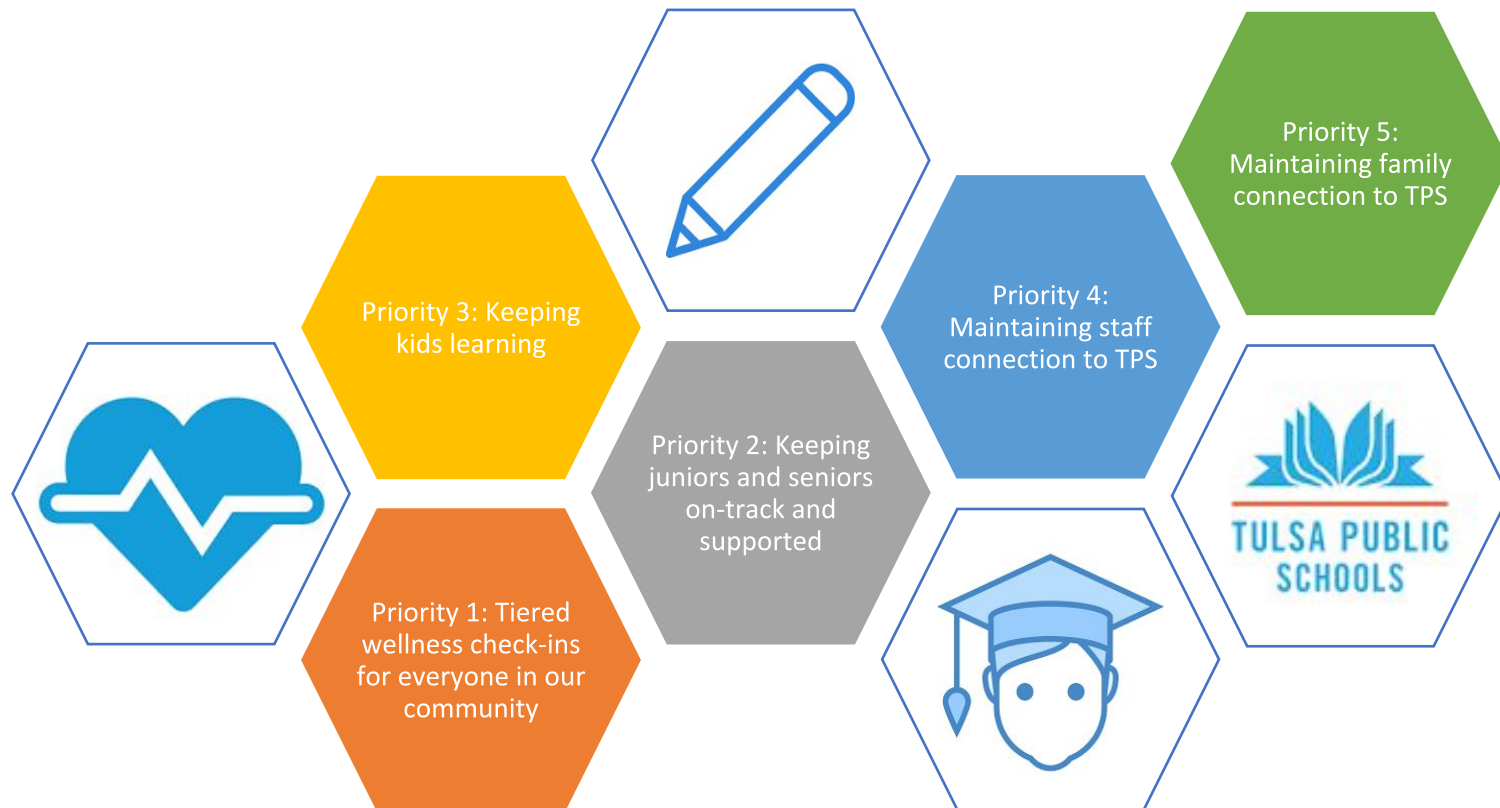 Priority 5:
Maintaining family
connection to TPS
Priority 3: Keeping
kids learning
Priority 4:
Maintaining staff
connection to TPS
Priority 2: Keeping
juniors and seniors
on-track and
supported
TULSA PUBLIC
SCHOOLS
Priority 1: Tiered
wellness check-ins
for everyone in our
community